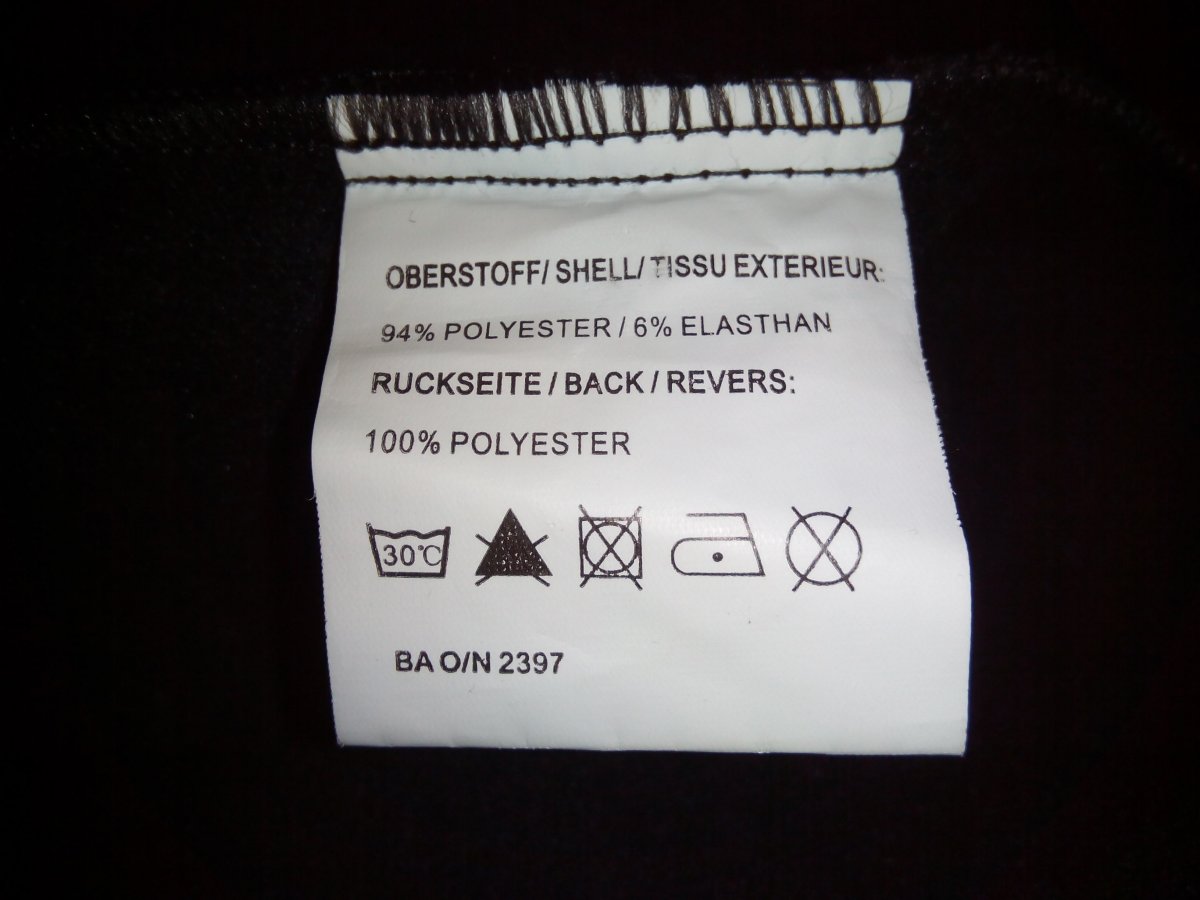 OBERSTOFF/ SHELL/ TISSU EXTERIEUR:
94% POLYESTER / 6% ELASTHAN
RUCKSEITE / BACK / REVERS:
100% POLYESTER
30℃
BA O/N 2397